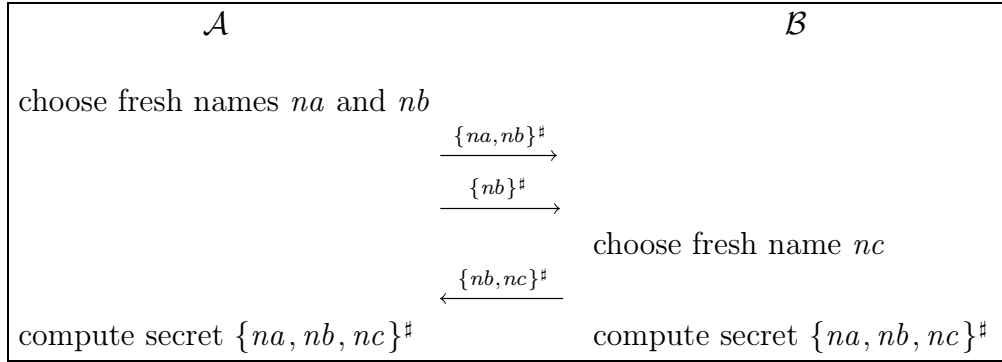 𝒜 ℬ
choose fresh names na and nb
{na, nb}♯
{nb}♯
choose fresh name nc
{nb, nc}♯
compute secret {na, nb, nc}♯ compute secret {na, nb, nc}♯